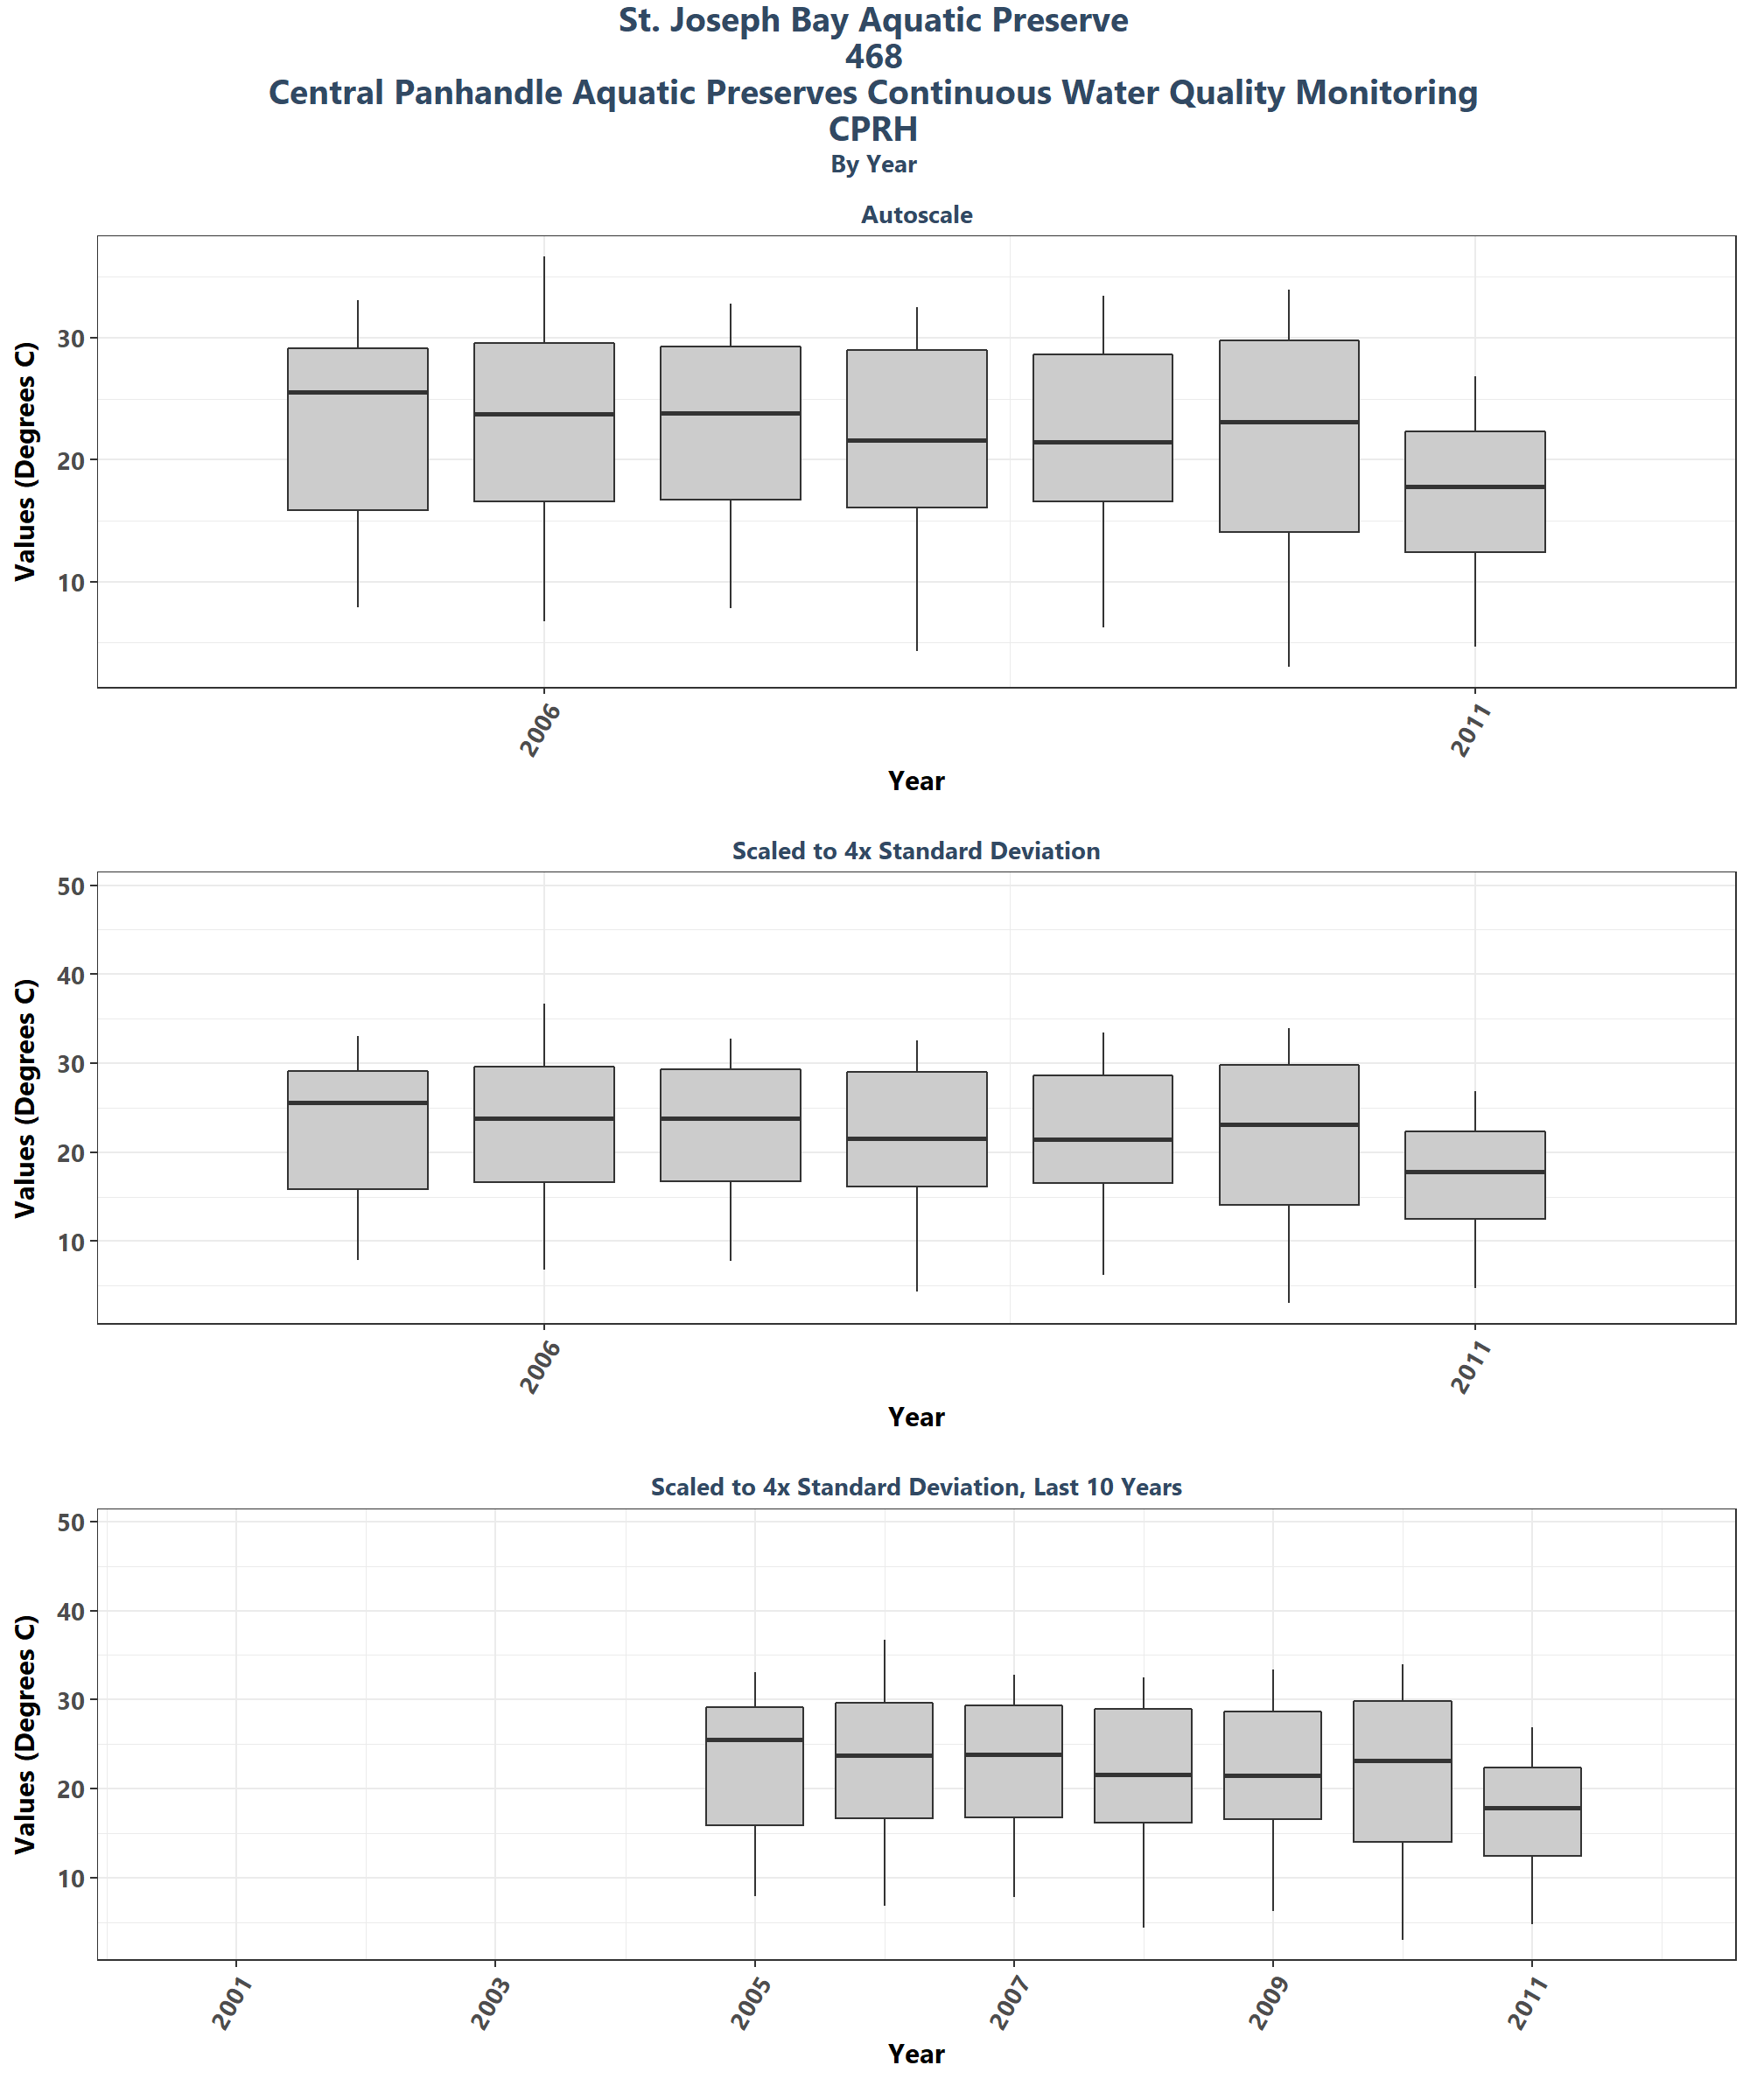 St. Joseph Bay Aquatic Preserve
468
Central Panhandle Aquatic Preserves Continuous Water Quality Monitoring
CPRH
By Year
Autoscale
Values (Degrees C)
30
20
10
2006
2011
Year
Scaled to 4x Standard Deviation
Values (Degrees C)
50
40
30
20
10
2006
2011
Year
Scaled to 4x Standard Deviation, Last 10 Years
Values (Degrees C)
50
40
30
20
10
2001
2003
2005
2007
2009
2011
Year